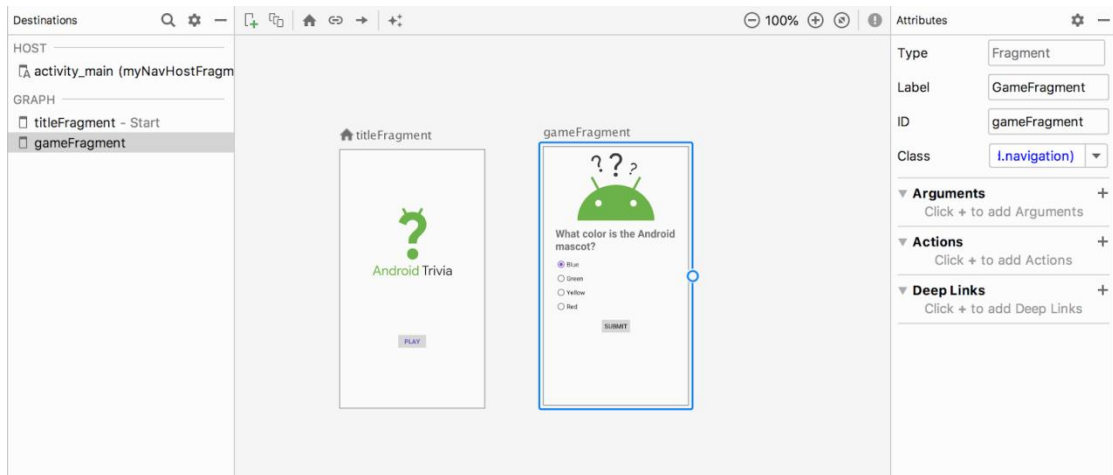 Destinations
HOST
activity_main (myNavHostFragm
GRAPH
titleFragment - Start
gameFragment
100%
titleFragment
Android Trivia
PLAY
gameFragment
? ? ?
What color is the Android
mascot?
Blue
Green
Yellow
Red
SUBMIT
Attributes
Type Fragment
Label GameFragment
ID gameFragment
Class l.navigation)
Arguments
Click + to add Arguments
Actions
Click + to add Actions
Deep Links
Click + to add Deep Links